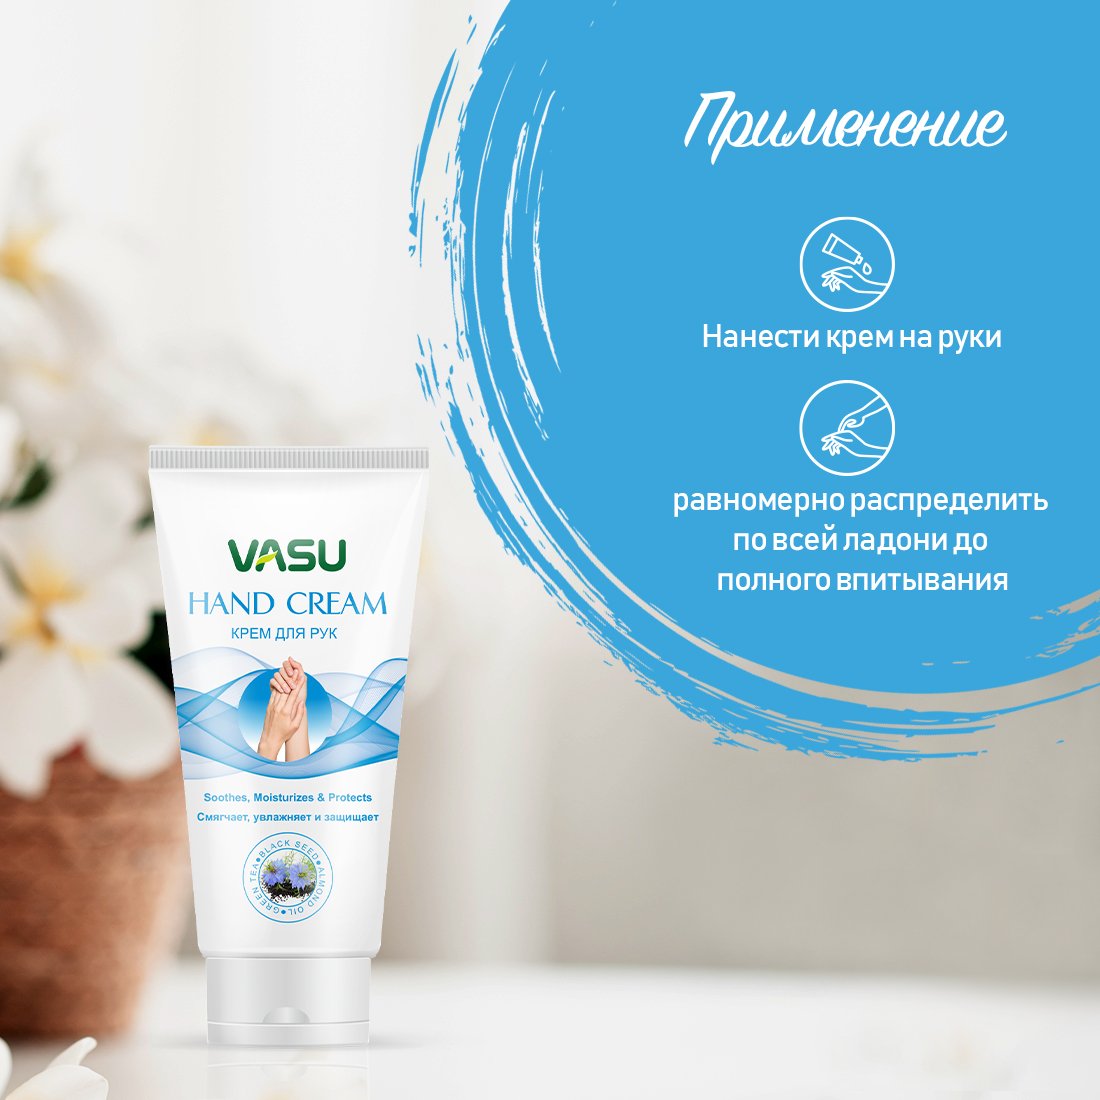 Применение
Нанести крем на руки
равномерно распределить
по всей ладони до
полного впитывания
VASU
HAND CREAM
КРЕМ ДЛЯ РУК
Soothes, Moisturizes & Protects
Смягчает, увлажняет и защищает
GREEN TEA • BLACK SEED • ALMOND OIL •